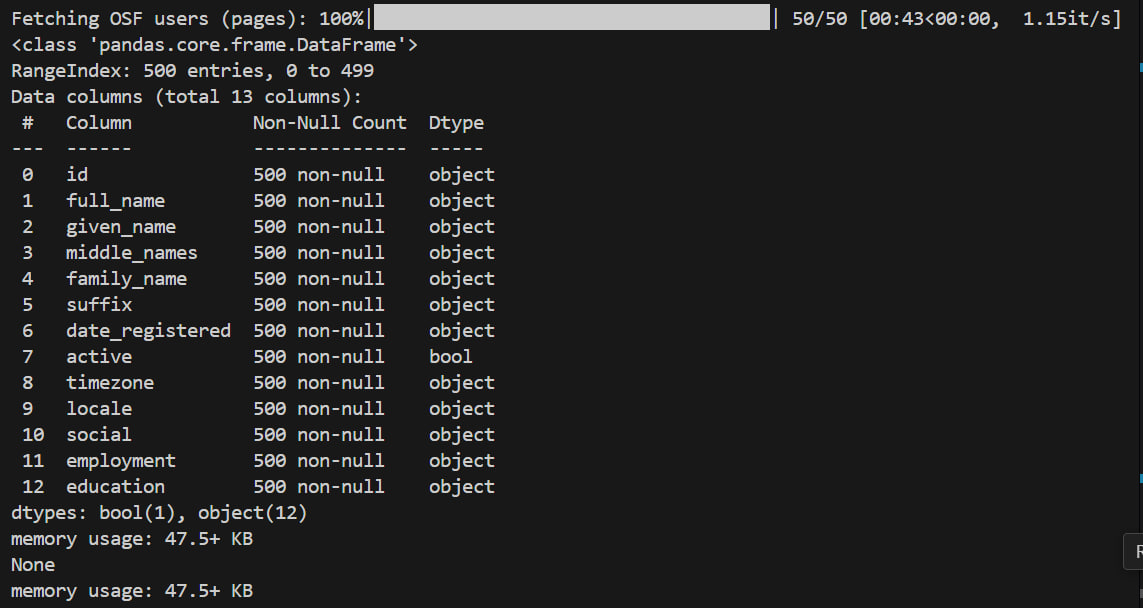 Fetching OSF users (pages): 100%|██████████| 50/50 [00:43<00:00,  1.15it/s]
<class 'pandas.core.frame.DataFrame'>
RangeIndex: 500 entries, 0 to 499
Data columns (total 13 columns):
 #   Column           Non-Null Count  Dtype
---  ------           --------------  -----
 0   id               500 non-null    object
 1   full_name        500 non-null    object
 2   given_name       500 non-null    object
 3   middle_names     500 non-null    object
 4   family_name      500 non-null    object
 5   suffix           500 non-null    object
 6   date_registered  500 non-null    object
 7   active           500 non-null    bool
 8   timezone         500 non-null    object
 9   locale           500 non-null    object
 10  social           500 non-null    object
 11  employment       500 non-null    object
 12  education        500 non-null    object
dtypes: bool(1), object(12)
memory usage: 47.5+ KB
None
memory usage: 47.5+ KB